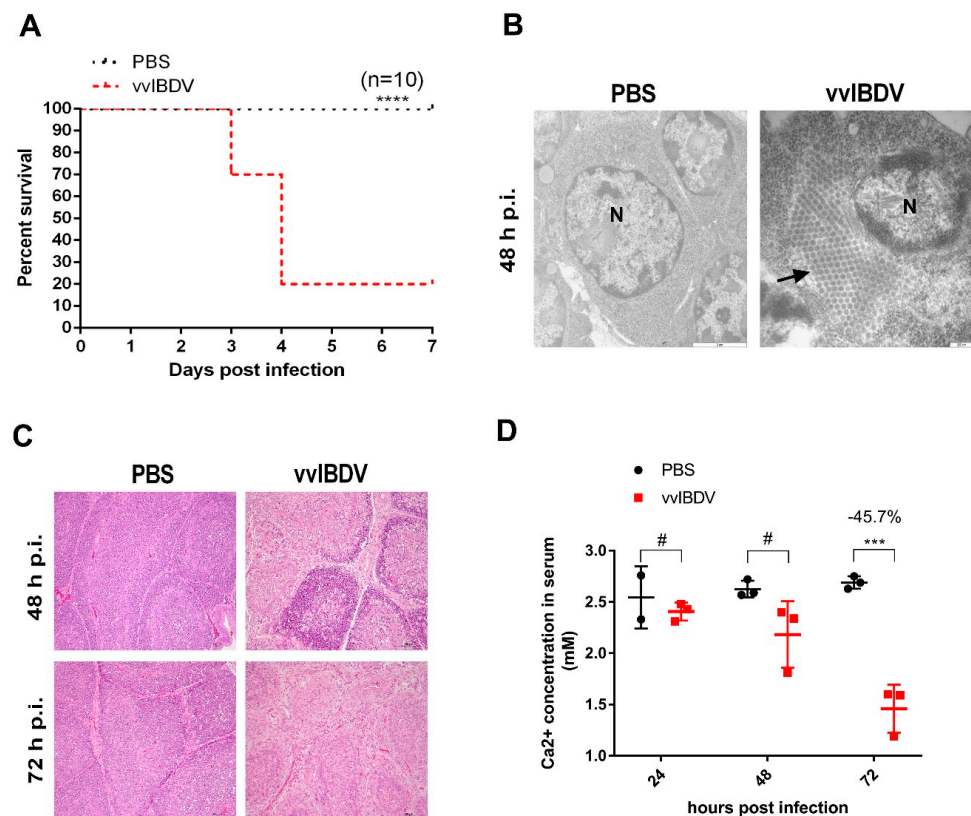 A
PBS
vvIBDV
(n=10)
****
100
90
80
70
60
50
40
30
20
10
0
0 1 2 3 4 5 6 7
Percent survival
Days post infection
B
PBS vvIBDV
48 h p.i.
N
N
C
PBS vvIBDV
48 h p.i.
72 h p.i.
D
PBS
vvIBDV
-45.7%
# # ***
3.0
2.5
2.0
1.5
1.0
Ca2+ concentration in serum
(mM)
24 48 72
hours post infection